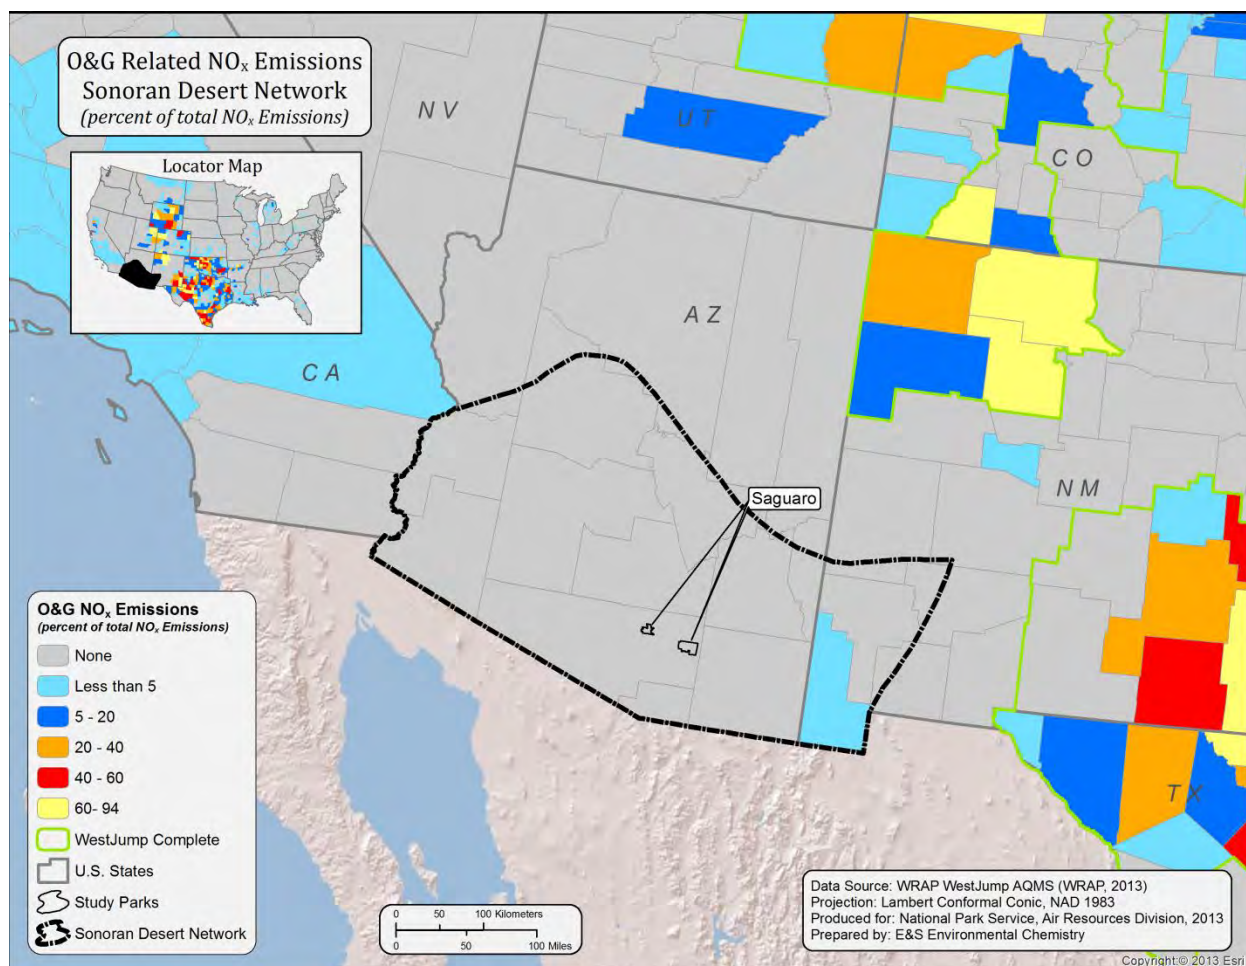 O&G Related NOx Emissions
Sonoran Desert Network
(percent of total NOx Emissions)
Locator Map
NV
UT
CO
CA
AZ
NM
TX
Saguaro
O&G NOx Emissions
(percent of total NOx Emissions)
None
Less than 5
5 - 20
20 - 40
40 - 60
60- 94
WestJump Complete
U.S. States
Study Parks
Sonoran Desert Network
0 50 100 Kilometers
0 50 100 Miles
Data Source: WRAP WestJump AQMS (WRAP, 2013)
Projection: Lambert Conformal Conic, NAD 1983
Produced for: National Park Service, Air Resources Division, 2013
Prepared by: E&S Environmental Chemistry
Copyright:© 2013 Esri